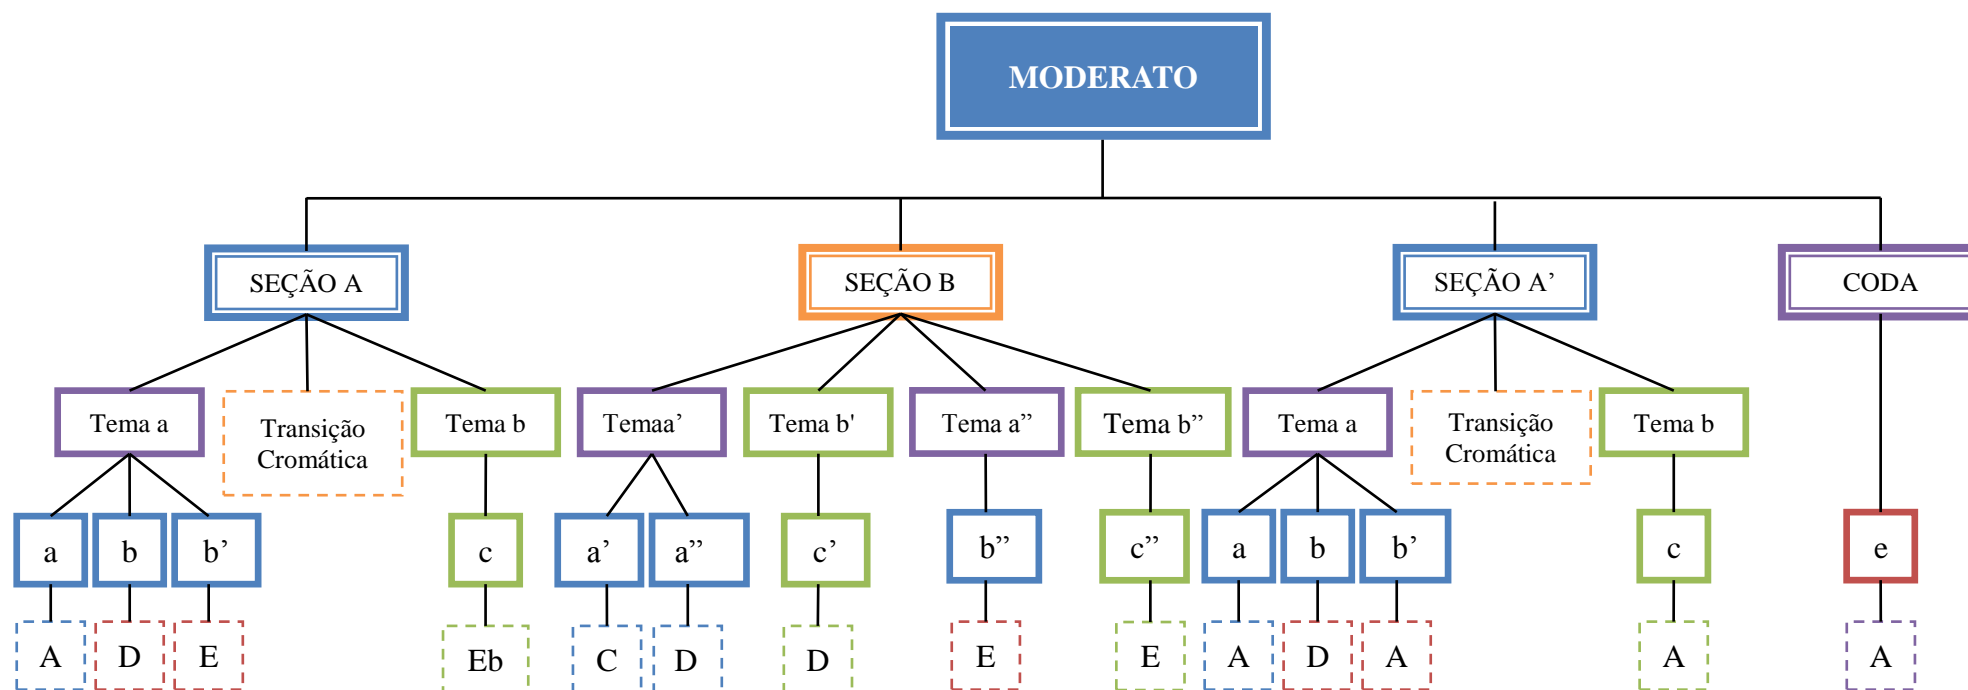 MODERATO
SEÇÃO A
SEÇÃO B
SEÇÃO A’
CODA
Tema a
Transição
Cromática
Tema b
Temaa’
Tema b'
Tema a”
Tema b”
Tema a
Transição
Cromática
Tema b
a
b
b’
c
a’
a”
c’
b”
c”
a
b
b’
c
e
A
D
E
Eb
C
D
D
E
E
A
D
A
A
A